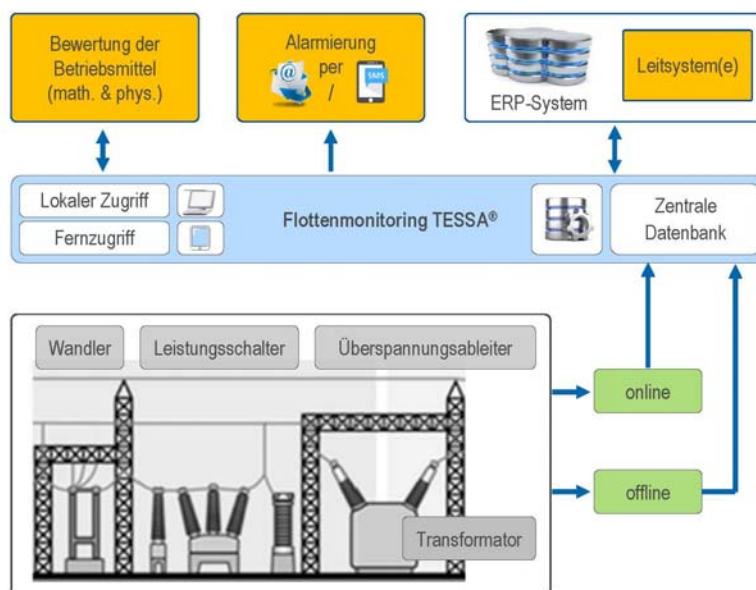 Bewertung der
Betriebsmittel
(math. & phys.)
Alarmierung
per
@
SMS
/
ERP-System
Leitsystem(e)
Lokaler Zugriff
Fernzugriff
Flottenmonitoring TESSA®
Zentrale
Datenbank
Wandler
Leistungsschalter
Überspannungsableiter
online
offline
Transformator